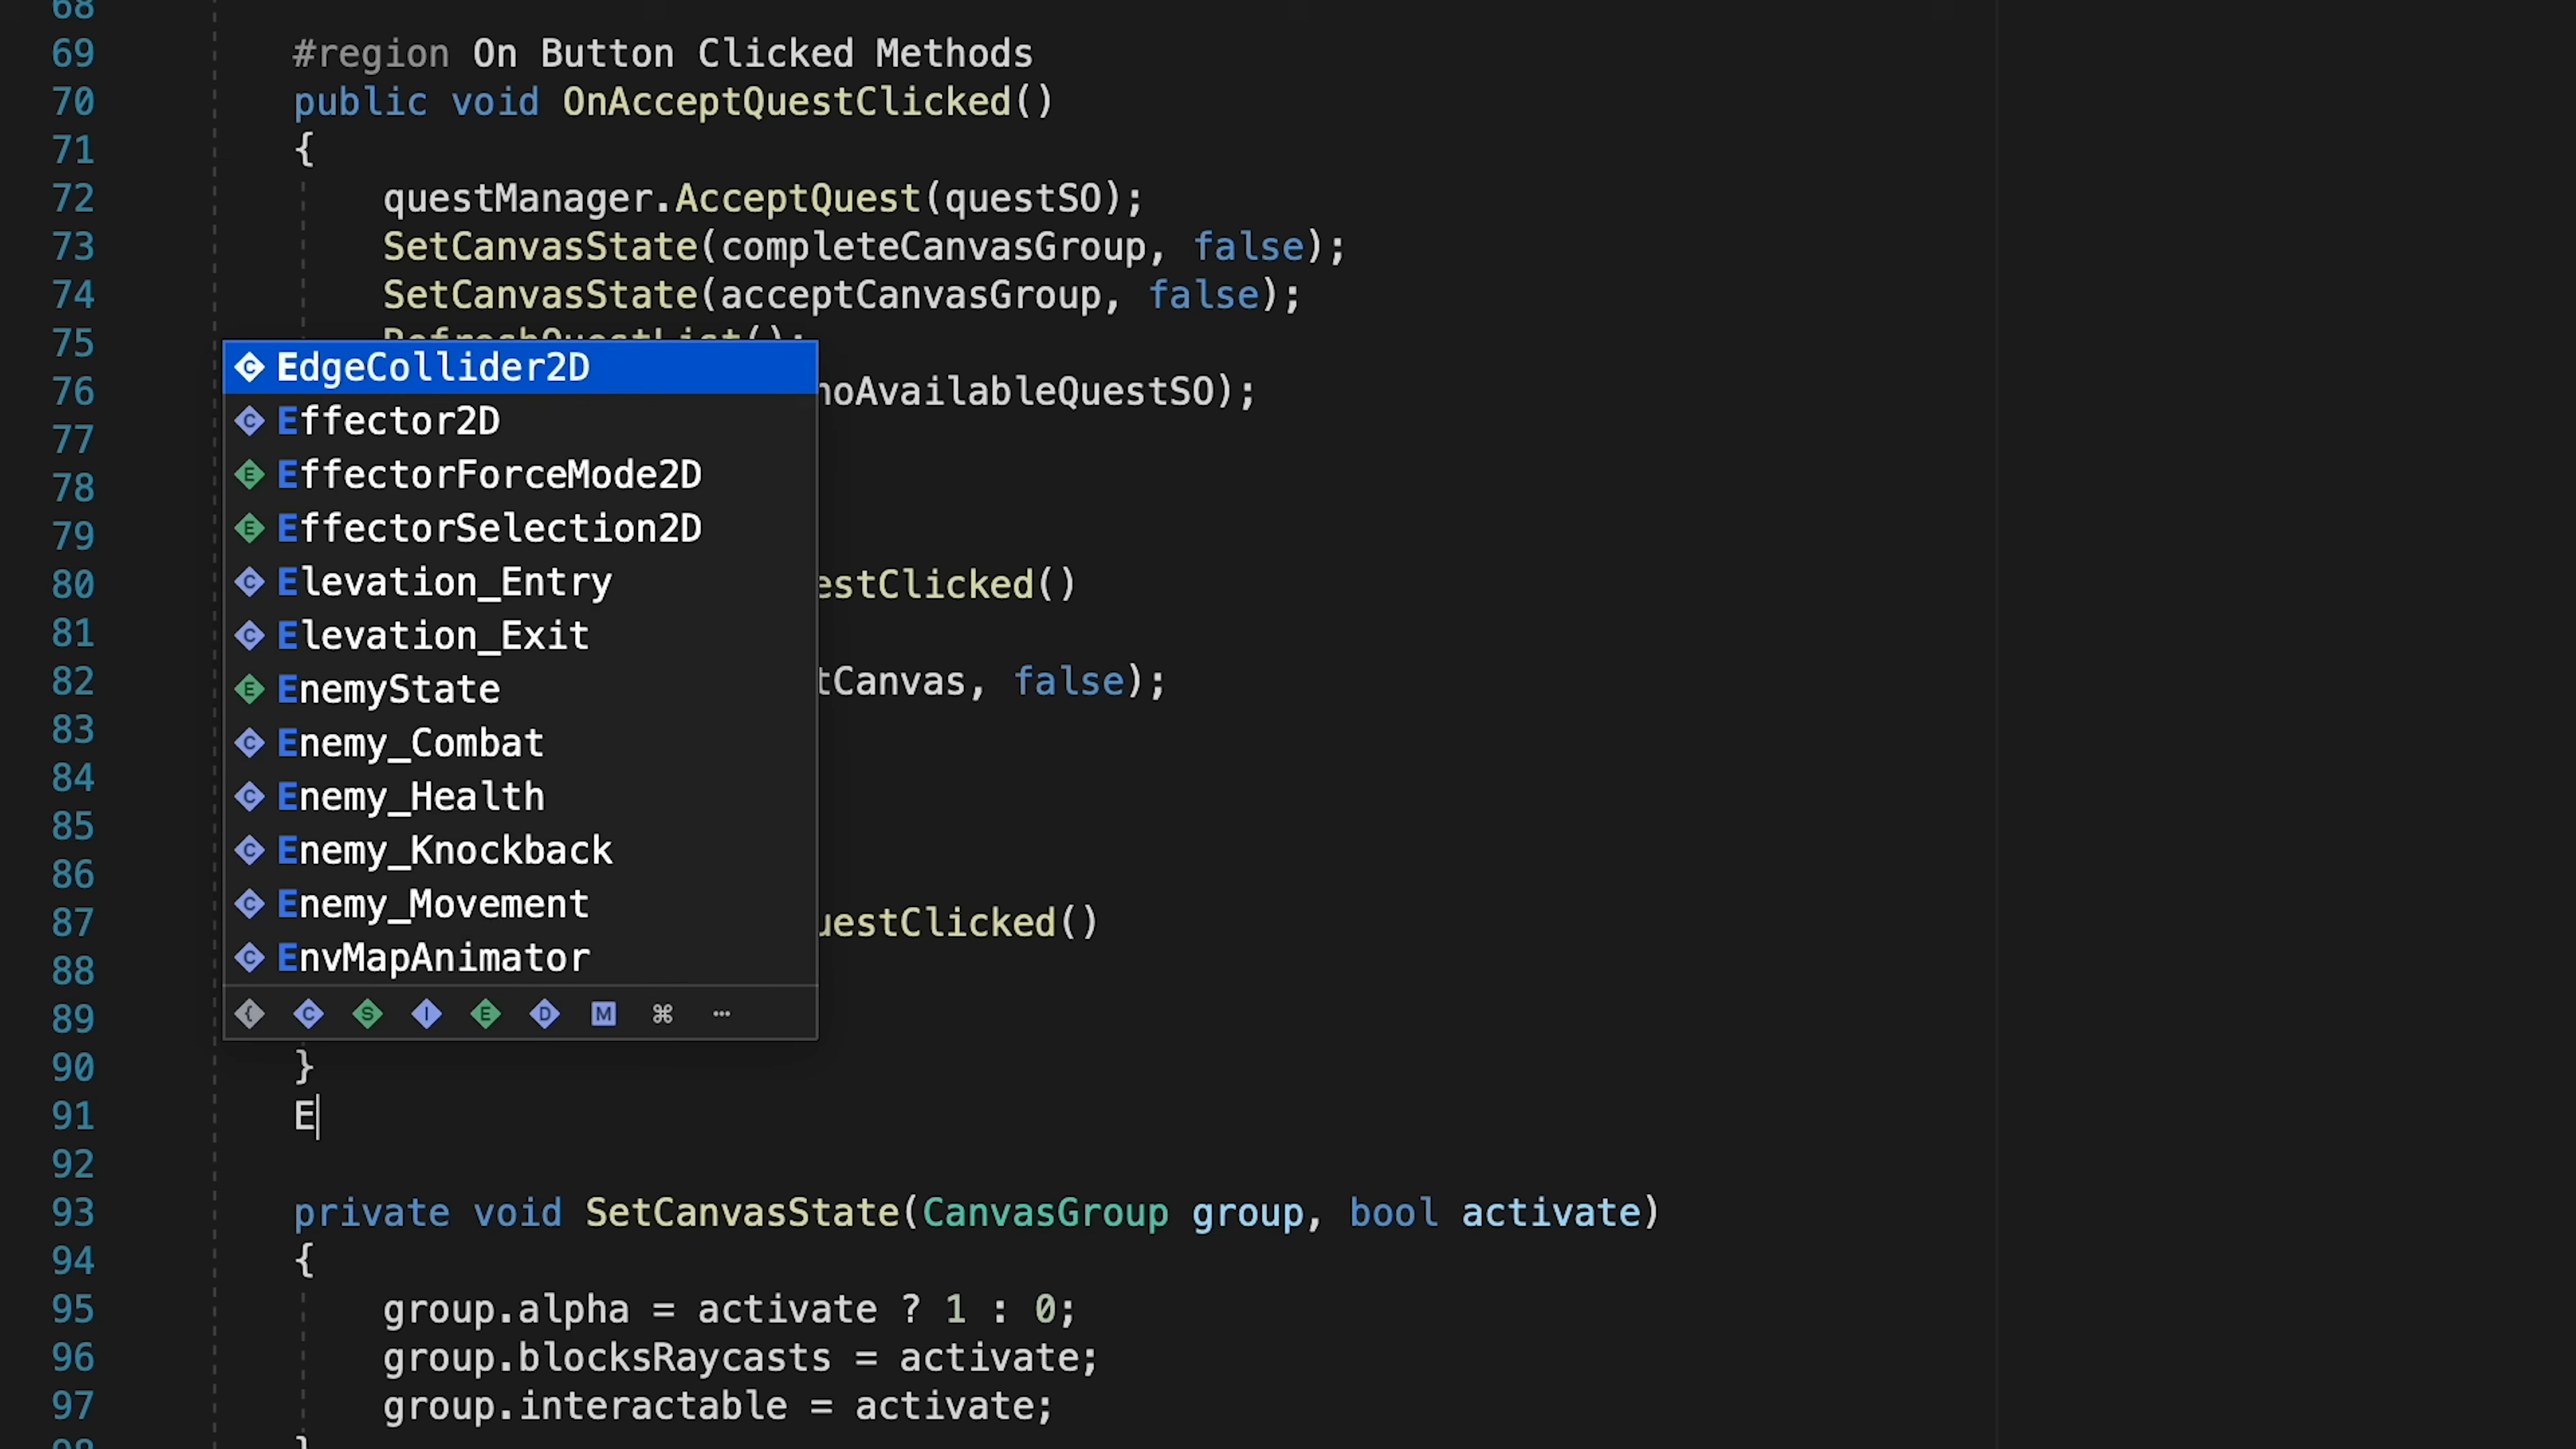 68
69 #region On Button Clicked Methods
70 public void OnAcceptQuestClicked()
71 {
72 questManager.AcceptQuest(questSO);
73 SetCanvasState(completeCanvasGroup, false);
74 SetCanvasState(acceptCanvasGroup, false);
75 RefreshQuestList();
EdgeCollider2D
76 noAvailableQuestSO);
Effector2D
77
EffectorForceMode2D
78
EffectorSelection2D
79
80 estClicked()
Elevation_Entry
81
Elevation_Exit
82 tCanvas, false);
EnemyState
83
Enemy_Combat
84
Enemy_Health
85
Enemy_Knockback
86
Enemy_Movement
87 uestClicked()
EnvMapAnimator
88
89
{ C S I E D M ⌘ ...
90 }
91 E
92
93 private void SetCanvasState(CanvasGroup group, bool activate)
94 {
95 group.alpha = activate ? 1 : 0;
96 group.blocksRaycasts = activate;
97 group.interactable = activate;
98 }